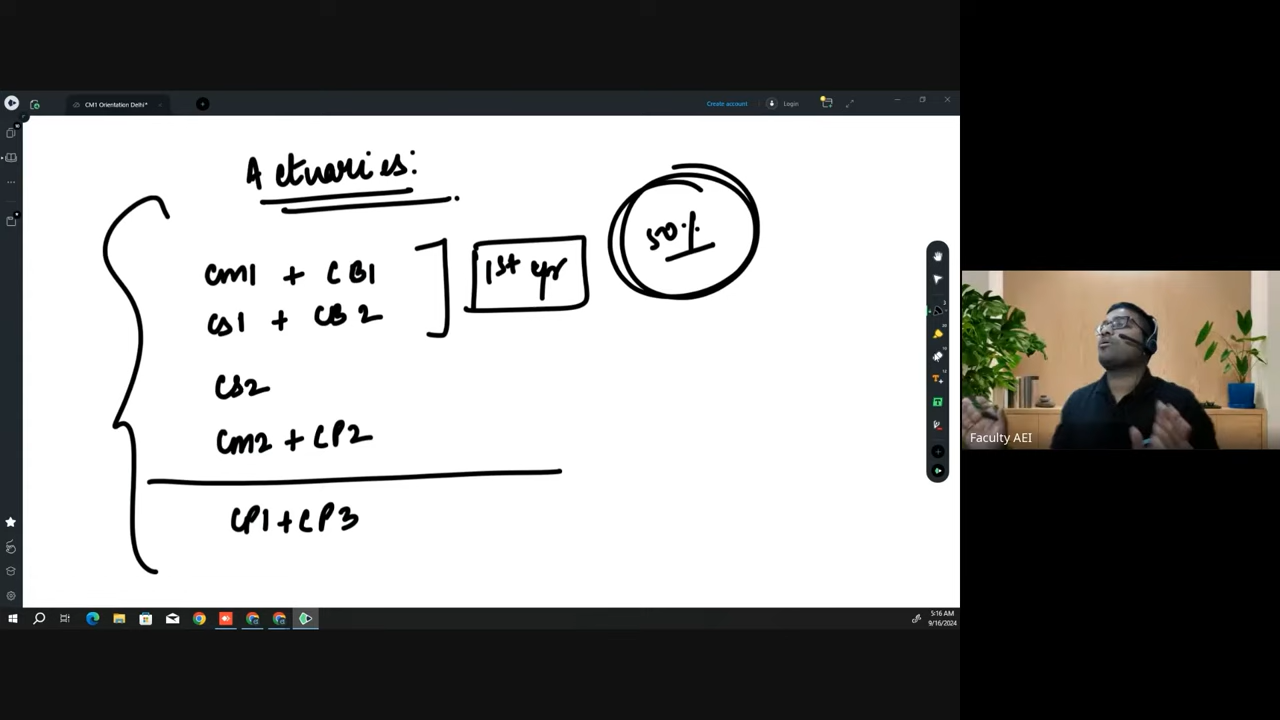 CM1 Orientation Delhi*
Create account
Login
Actuaries:
CM1 + CB1
CS1 + CB2
1st yr
50%
CS2
CM2 + CP2
CP1 + CP3
Faculty AEI
5:16 AM
9/16/2024